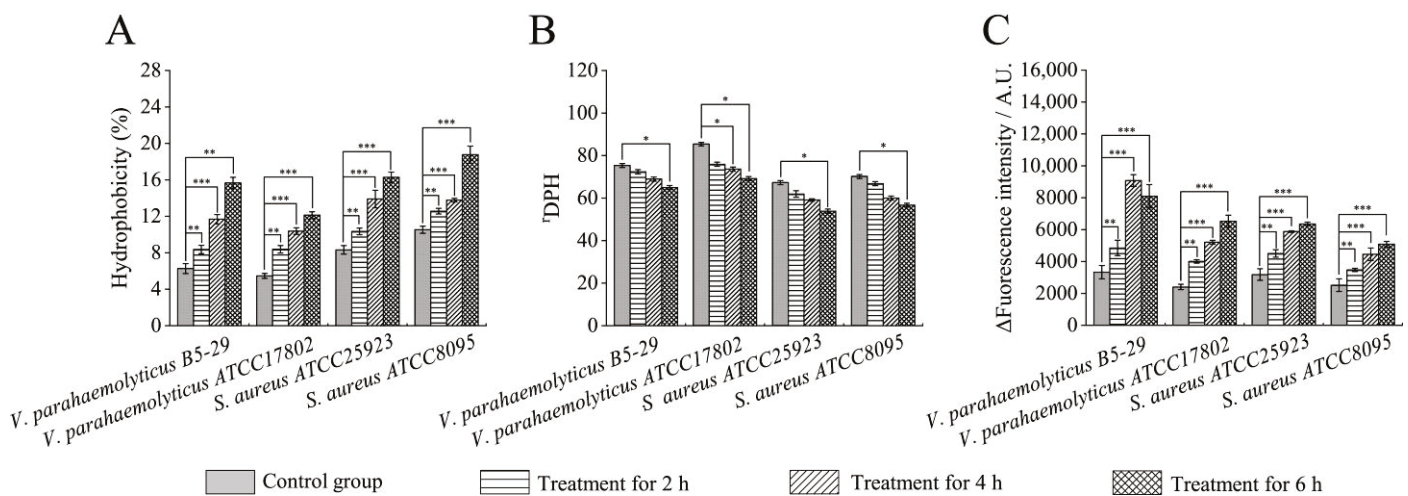 A
B
C
Hydrophobicity (%)
28
24
20
16
12
8
4
0
** *** **
** *** ***
** *** ***
** *** ***
V. parahaemolyticus B5-29
V. parahaemolyticus ATCC17802
S. aureus ATCC25923
S. aureus ATCC8095
rDPH
120
100
80
60
40
20
0
*
* *
*
*
V. parahaemolyticus B5-29
V. parahaemolyticus ATCC17802
S aureus ATCC25923
S. aureus ATCC8095
ΔFuorescence intensity / A.U.
16,000
14,000
12,000
10,000
8000
6000
4000
2000
0
** *** ***
** *** ***
** *** ***
** *** ***
V. parahaemolyticus B5-29
V. parahaemolyticus ATCC17802
S. aureus ATCC25923
S. aureus ATCC8095
Control group
Treatment for 2 h
Treatment for 4 h
Treatment for 6 h